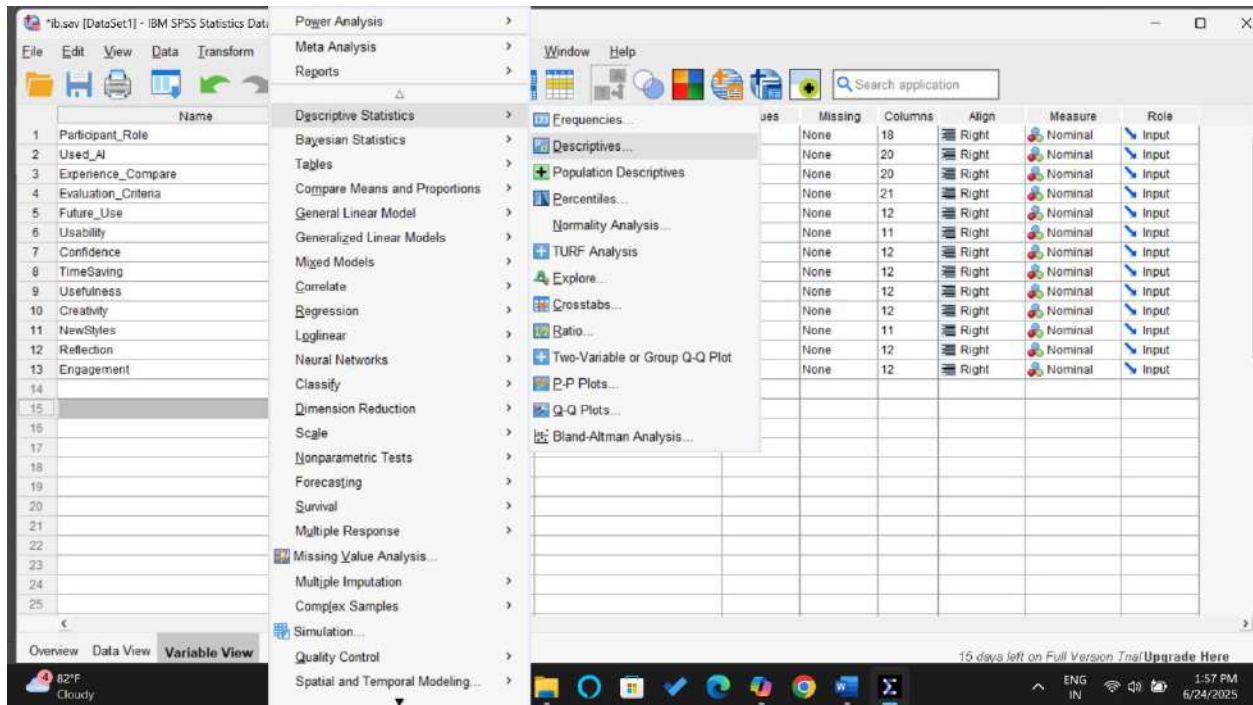 *ib.sav [DataSet1] - IBM SPSS Statistics Data
File Edit View Data Transform Window Help
Search application
Power Analysis
Meta Analysis
Reports
Descriptive Statistics
Bayesian Statistics
Tables
Compare Means and Proportions
General Linear Model
Generalized Linear Models
Mixed Models
Correlate
Regression
Loglinear
Neural Networks
Classify
Dimension Reduction
Scale
Nonparametric Tests
Forecasting
Survival
Multiple Response
Missing Value Analysis...
Multiple Imputation
Complex Samples
Simulation...
Quality Control
Spatial and Temporal Modeling...
Frequencies...
Descriptives...
Population Descriptives
Percentiles...
Normality Analysis...
TURF Analysis
Explore...
Crosstabs...
Ratio...
Two-Variable or Group Q-Q Plot
P-P Plots...
Q-Q Plots...
Bland-Altman Analysis...
Name ues Missing Columns Align Measure Role
1 Participant_Role None 18 Right Nominal Input
2 Used_AI None 20 Right Nominal Input
3 Experience_Compare None 20 Right Nominal Input
4 Evaluation_Criteria None 21 Right Nominal Input
5 Future_Use None 12 Right Nominal Input
6 Usability None 11 Right Nominal Input
7 Confidence None 12 Right Nominal Input
8 TimeSaving None 12 Right Nominal Input
9 Usefulness None 12 Right Nominal Input
10 Creativity None 12 Right Nominal Input
11 NewStyles None 11 Right Nominal Input
12 Reflection None 12 Right Nominal Input
13 Engagement None 12 Right Nominal Input
14
15
16
17
18
19
20
21
22
23
24
25
Overview Data View Variable View
15 days left on Full Version Trial Upgrade Here
4 82°F
Cloudy
ENG
IN
1:57 PM
6/24/2025